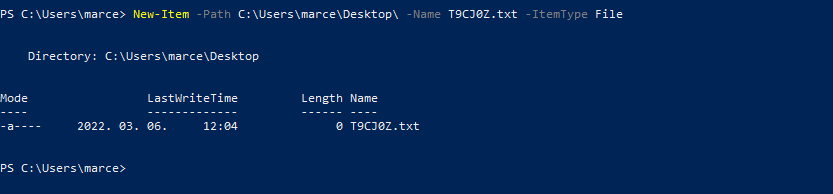 PS C:\Users\marce> New-Item -Path C:\Users\marce\Desktop\ -Name T9CJ0Z.txt -ItemType File
Directory: C:\Users\marce\Desktop
Mode LastWriteTime Length Name
---- ------------- ------ ----
-a---- 2022. 03. 06. 12:04 0 T9CJ0Z.txt
PS C:\Users\marce>